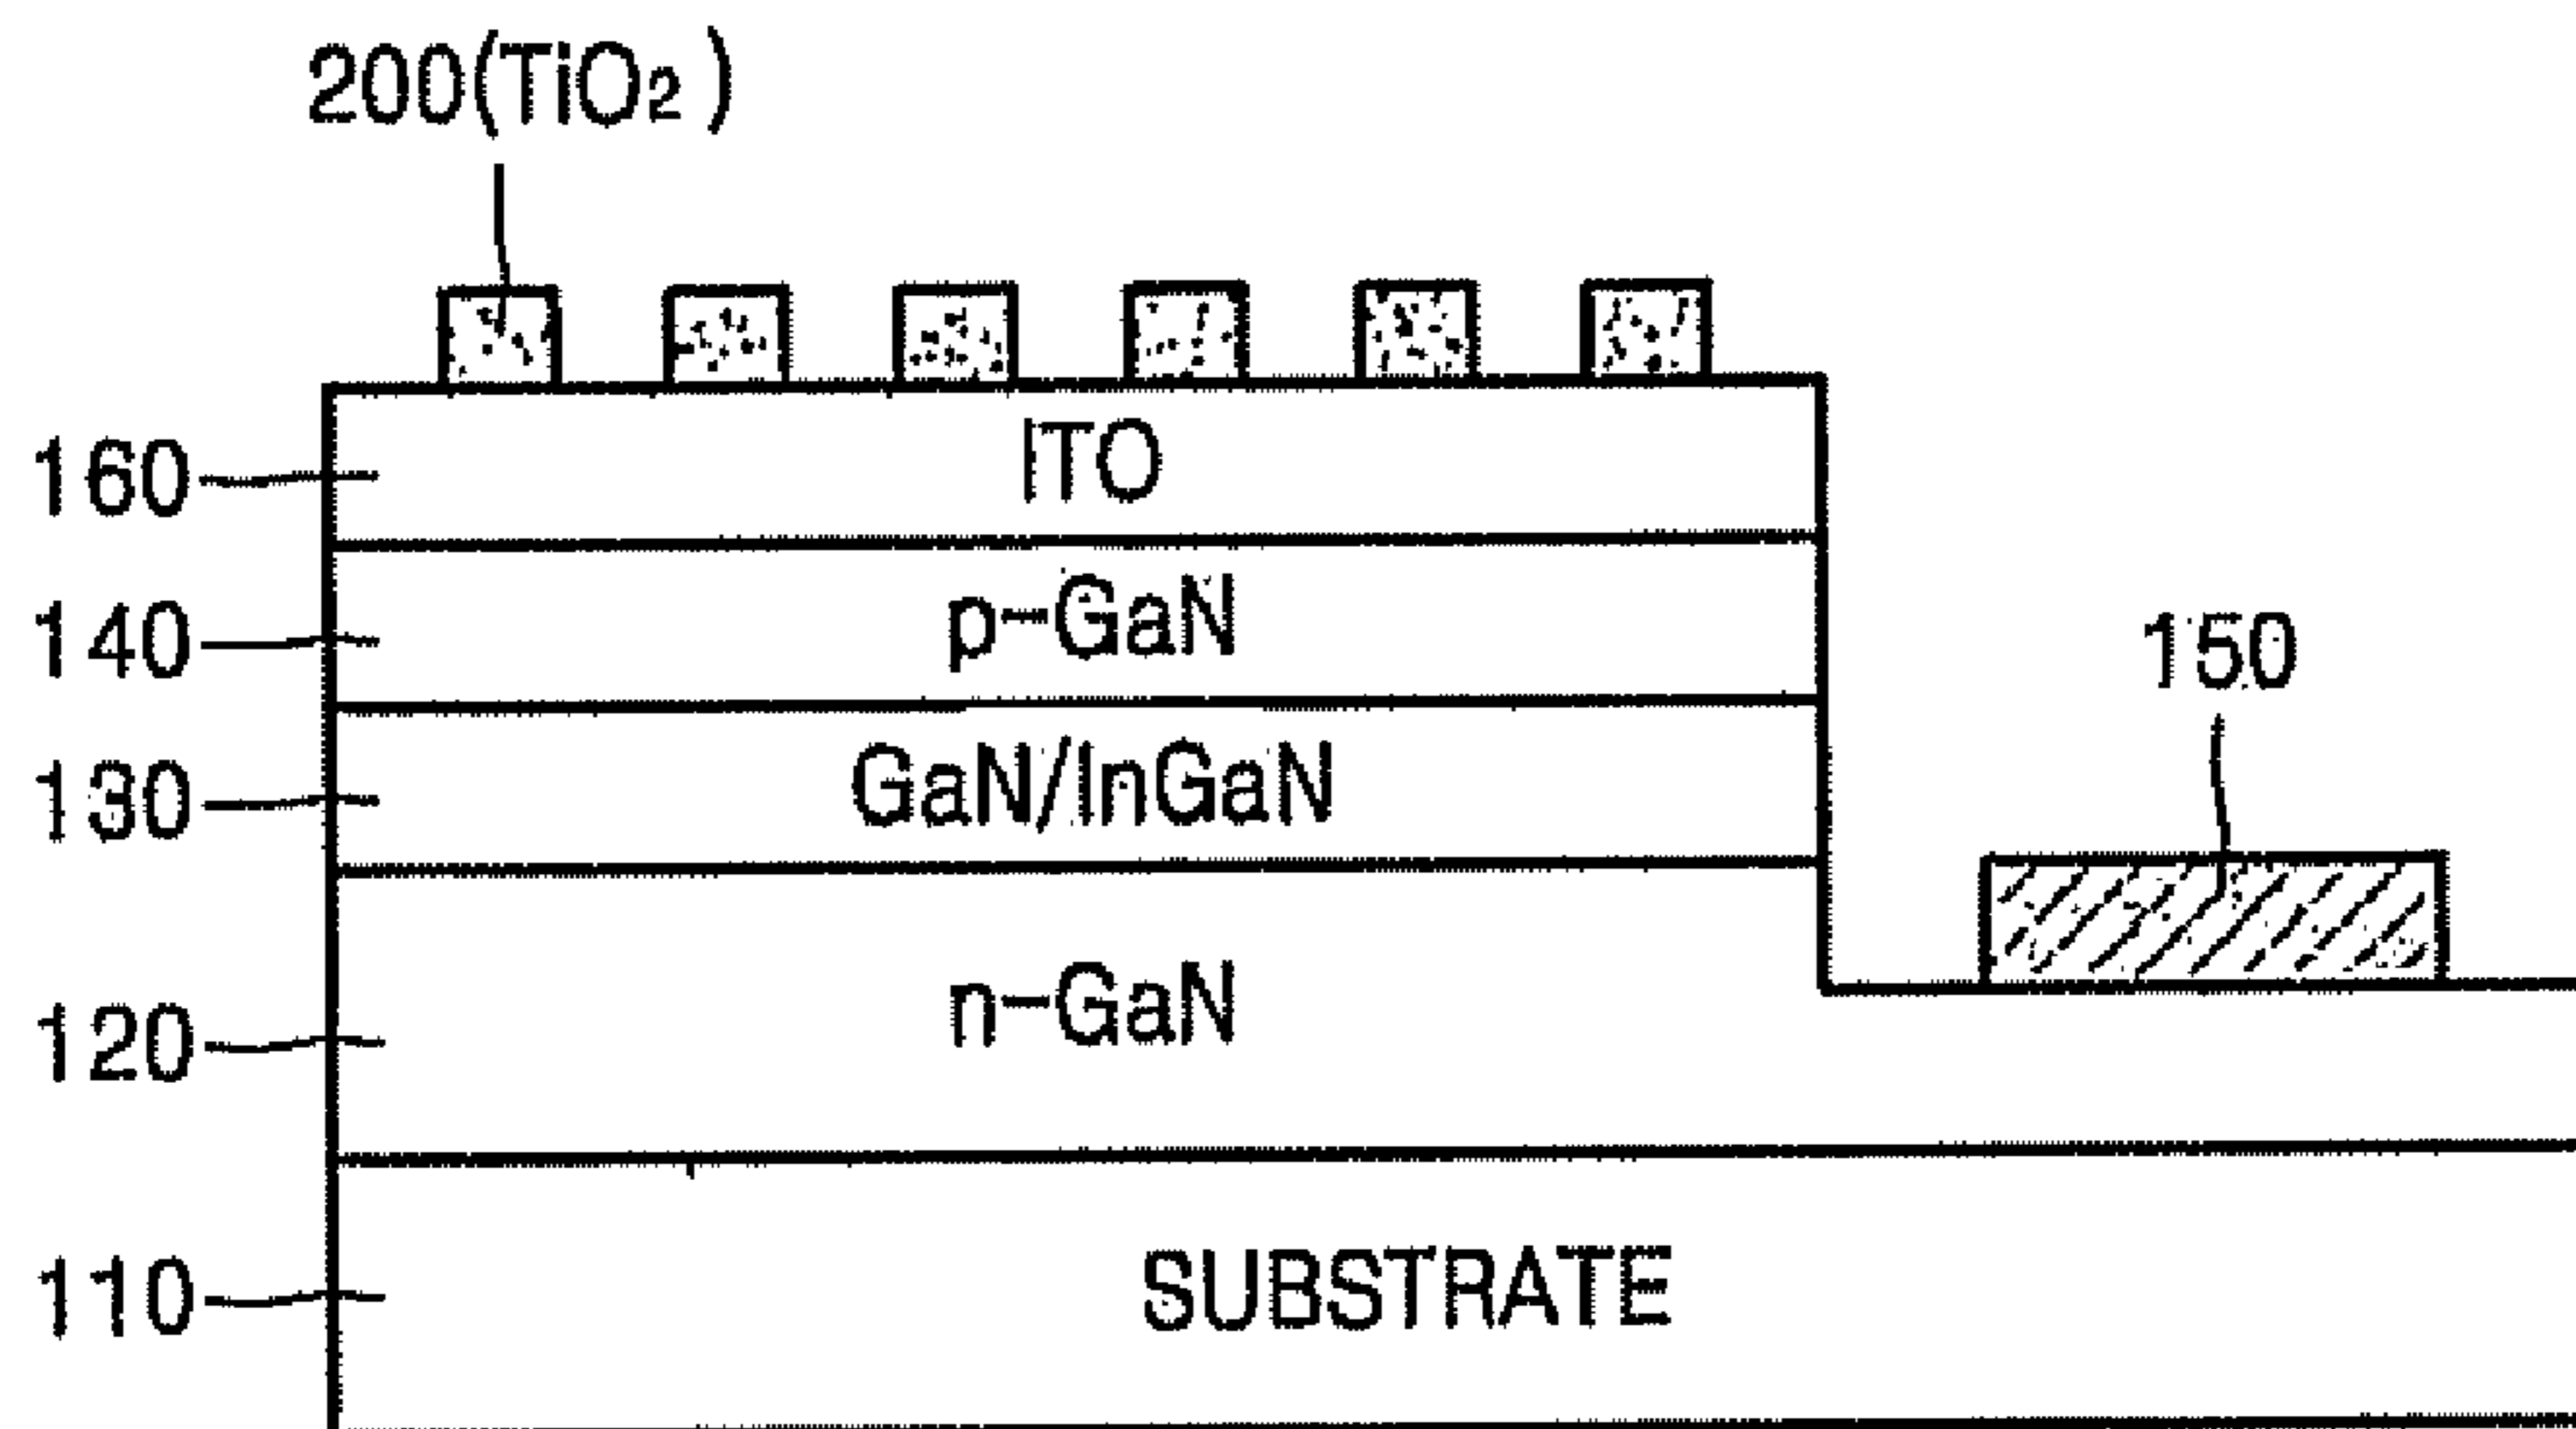 200(TiO₂)
160 ITO
140 p-GaN
150
130 GaN/InGaN
120 n-GaN
110 SUBSTRATE